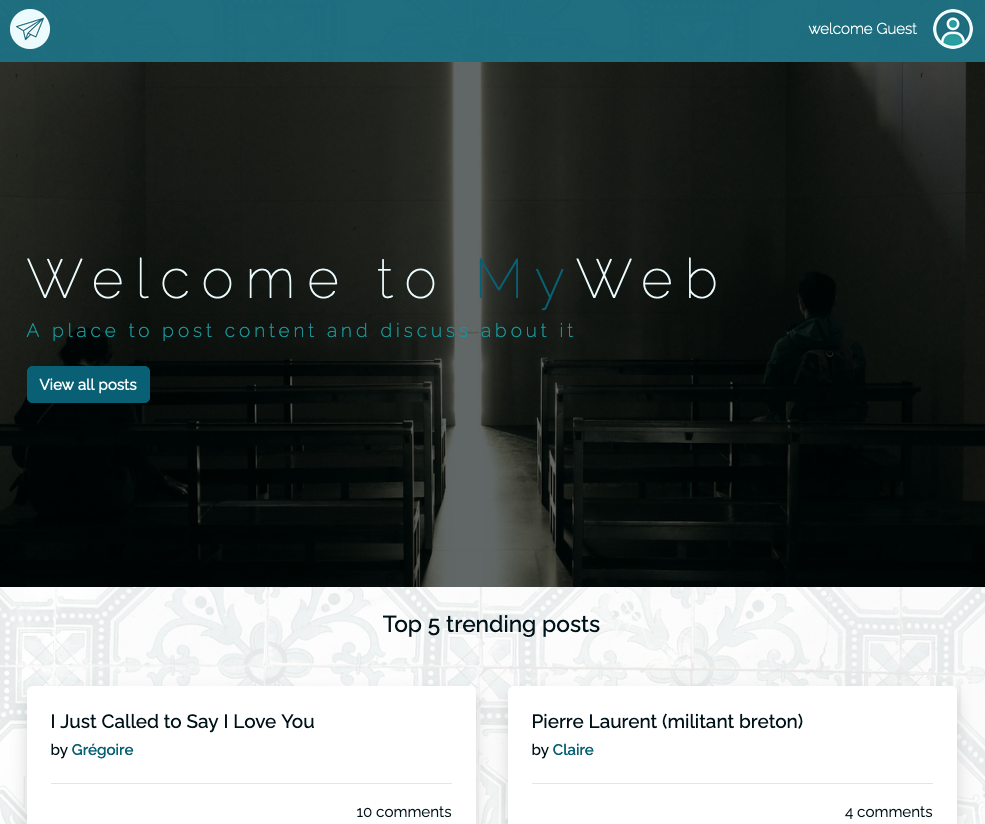 welcome Guest
Welcome to MyWeb
A place to post content and discuss about it
View all posts
Top 5 trending posts
I Just Called to Say I Love You
by Grégoire
10 comments
Pierre Laurent (militant breton)
by Claire
4 comments